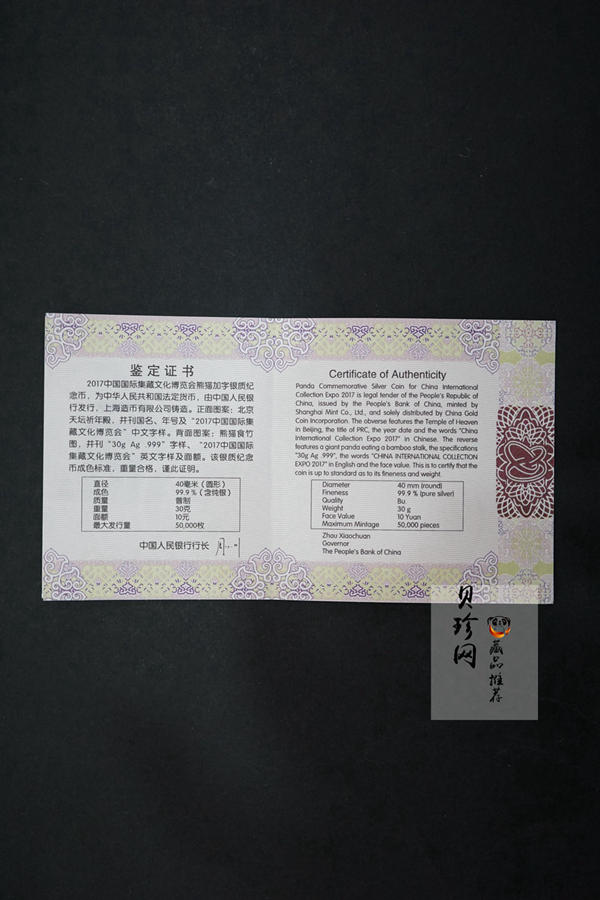 鉴定证书
2017中国国际集藏文化博览会熊猫加字银质纪
念币，为中华人民共和国法定货币，由中国人民银
行发行，上海造币有限公司铸造。正面图案：北京
天坛祈年殿，并刊国名、年号及“2017中国国际集
藏文化博览会”中文字样。背面图案：熊猫食竹
图，并刊“30g Ag .999”字样、“2017中国国际
集藏文化博览会”英文字样及面额。该银质纪念
币成色标准，重量合格，谨此证明。
直径 40毫米（圆形）
成色 99.9％（含纯银）
质量 普制
重量 30克
面额 10元
最大发行量 50,000枚
中国人民银行行长
Certificate of Authenticity
Panda Commemorative Silver Coin for China International
Collection Expo 2017 is legal tender of the People's Republic of
China, issued by the People's Bank of China, minted by
Shanghai Mint Co., Ltd., and solely distributed by China Gold
Coin Incorporation. The obverse features the Temple of Heaven
in Beijing, the title of PRC, the year date and the words "China
International Collection Expo 2017" in Chinese. The reverse
features a giant panda eating a bamboo stalk, the specifications
"30g Ag .999", the words "CHINA INTERNATIONAL COLLECTION
EXPO 2017" in English and the face value. This is to certify that the
coin is up to standard as to its fineness and weight.
Diameter 40 mm (round)
Fineness 99.9 % (pure silver)
Quality Bu
Weight 30 g
Face Value 10 Yuan
Maximum Mintage 50,000 pieces
Zhou Xiaochuan
Governor
The People's Bank of China
贝珍网
藏品推荐